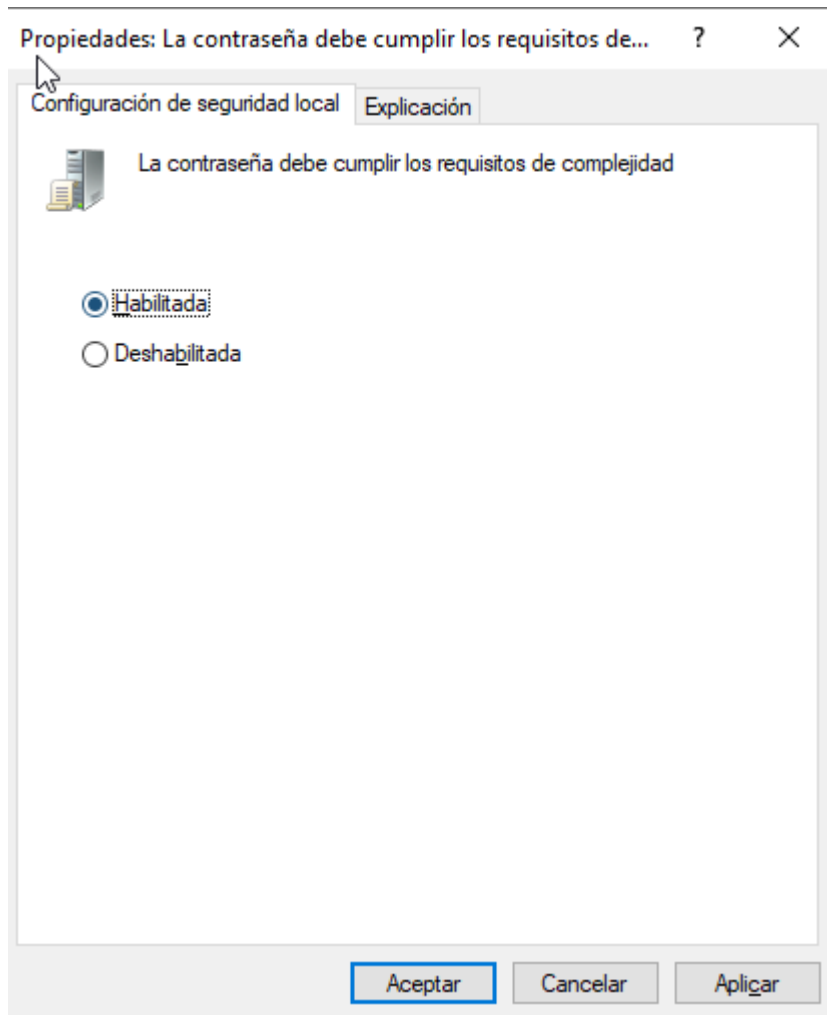 Propiedades: La contraseña debe cumplir los requisitos de... ?
Configuración de seguridad local Explicación
La contraseña debe cumplir los requisitos de complejidad
Habilitada
Deshabilitada
Aceptar Cancelar Aplicar